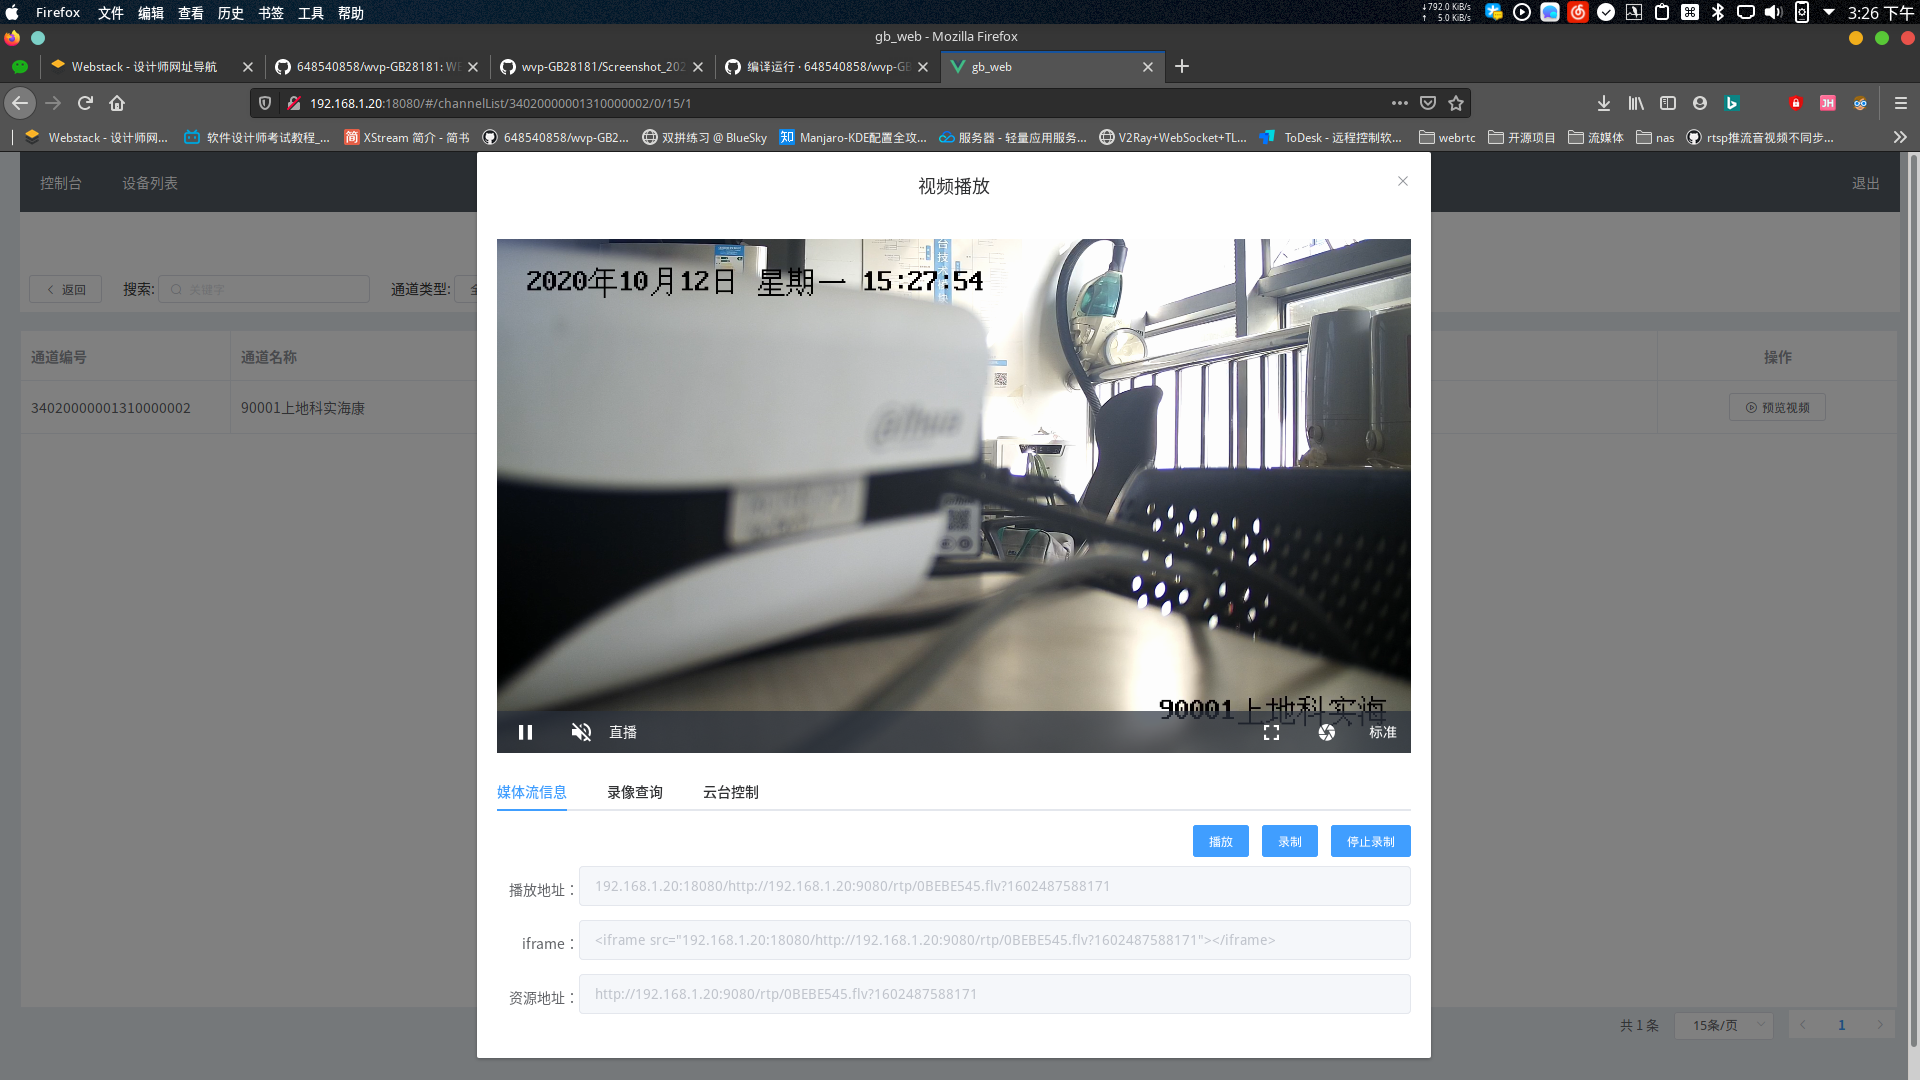 Firefox 文件 编辑 查看 历史 书签 工具 帮助
↓792.0 KiB/s
↑ 5.0 KiB/s
3:26 下午
gb_web - Mozilla Firefox
Webstack - 设计师网址导航
648540858/wvp-GB28181: W
wvp-GB28181/Screenshot_202
编译运行 · 648540858/wvp-GB
gb_web
192.168.1.20:18080/#/channelList/34020000001310000002/0/15/1
Webstack - 设计师网...
软件设计师考试教程_...
简 XStream 简介 - 简书
648540858/wvp-GB2...
双拼练习 @ BlueSky
知 Manjaro-KDE配置全攻...
服务器 - 轻量应用服务...
V2Ray+WebSocket+TL...
ToDesk - 远程控制软...
webrtc
开源项目
流媒体
nas
rtsp推流音视频不同步...
控制台 设备列表 退出
视频播放
返回 搜索: 关键字 通道类型: 全
通道编号 通道名称 操作
34020000001310000002 90001上地科实海康 预览视频
2020年10月12日 星期一 15:27:54
alhua
90001上地科实海
直播 标准
媒体流信息 录像查询 云台控制
播放 录制 停止录制
播放地址： 192.168.1.20:18080/http://192.168.1.20:9080/rtp/0BEBE545.flv?1602487588171
iframe： <iframe src="192.168.1.20:18080/http://192.168.1.20:9080/rtp/0BEBE545.flv?1602487588171"></iframe>
资源地址： http://192.168.1.20:9080/rtp/0BEBE545.flv?1602487588171
共 1 条 15条/页 1